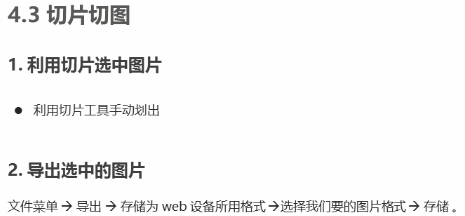 4.3 切片切图
1. 利用切片选中图片
● 利用切片工具手动划出
2. 导出选中的图片
文件菜单 → 导出 → 存储为 web 设备所用格式 →选择我们要的图片格式 → 存储 。